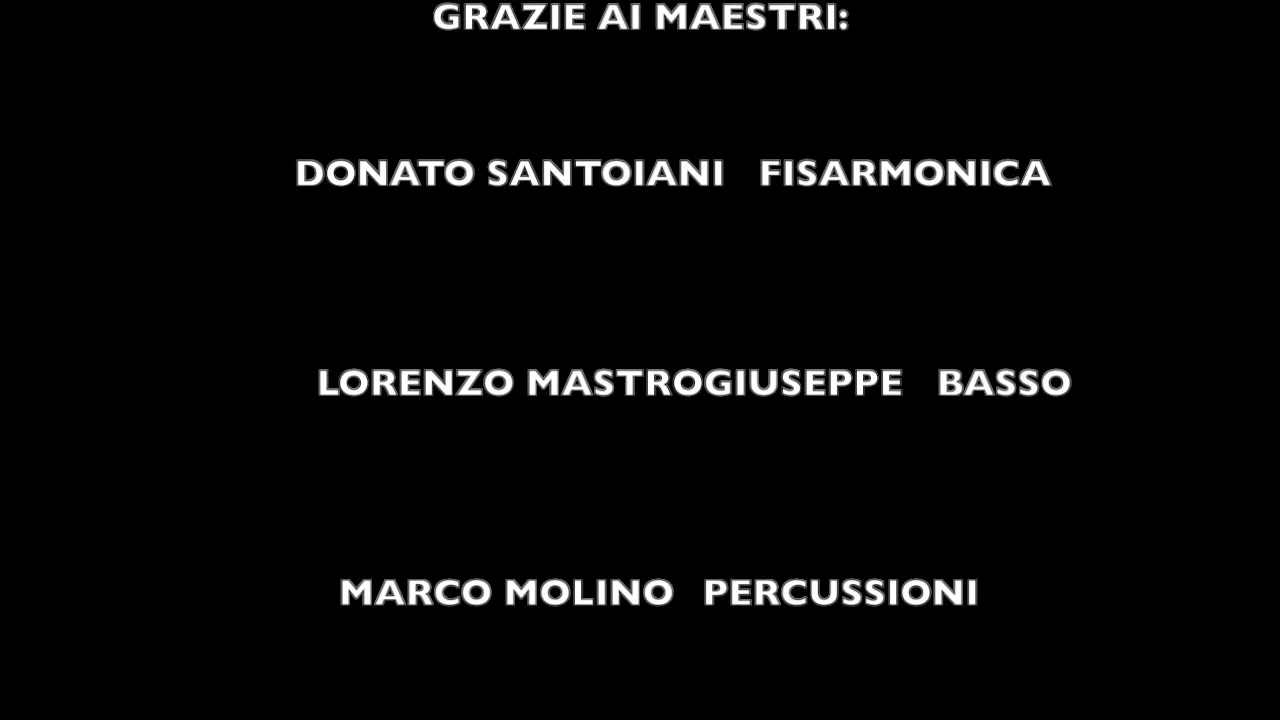 GRAZIE AI MAESTRI:
DONATO SANTOIANI FISARMONICA
LORENZO MASTROGIUSEPPE BASSO
MARCO MOLINO PERCUSSIONI